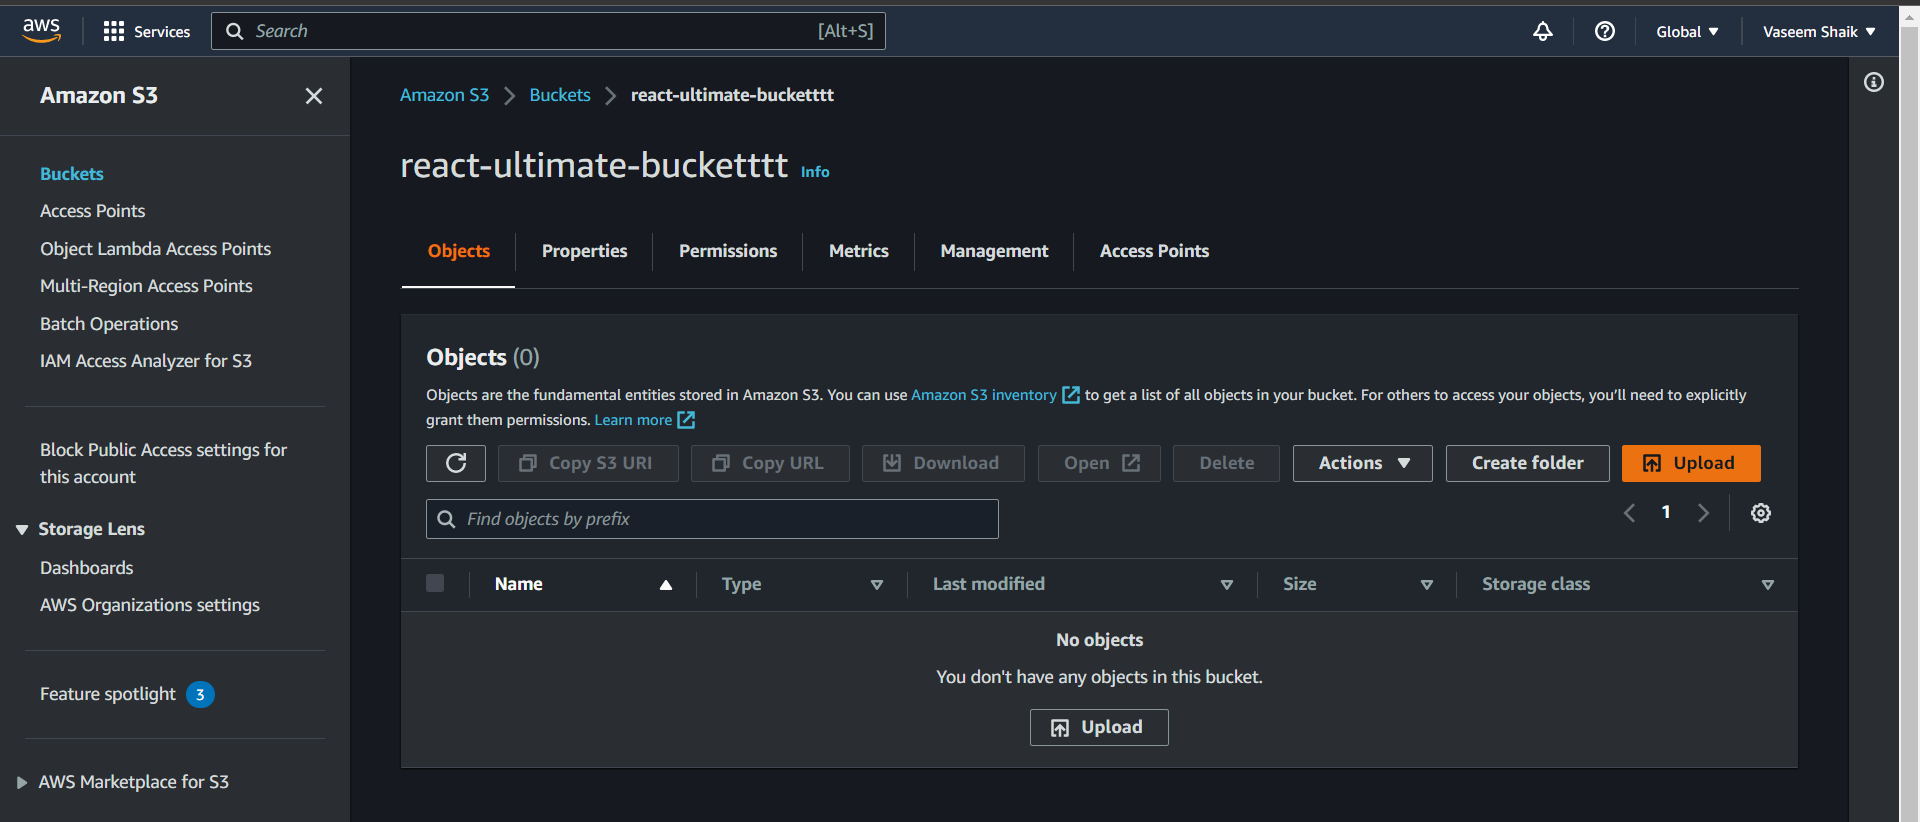 aws
Services
Search
[Alt+S]
Global
Vaseem Shaik
Amazon S3
Buckets
Access Points
Object Lambda Access Points
Multi-Region Access Points
Batch Operations
IAM Access Analyzer for S3
Block Public Access settings for
this account
Storage Lens
Dashboards
AWS Organizations settings
Feature spotlight 3
AWS Marketplace for S3
Amazon S3 > Buckets > react-ultimate-bucketttt
react-ultimate-bucketttt Info
Objects
Properties
Permissions
Metrics
Management
Access Points
Objects (0)
Objects are the fundamental entities stored in Amazon S3. You can use Amazon S3 inventory to get a list of all objects in your bucket. For others to access your objects, you’ll need to explicitly
grant them permissions. Learn more
Copy S3 URI
Copy URL
Download
Open
Delete
Actions
Create folder
Upload
Find objects by prefix
1
Name
Type
Last modified
Size
Storage class
No objects
You don't have any objects in this bucket.
Upload